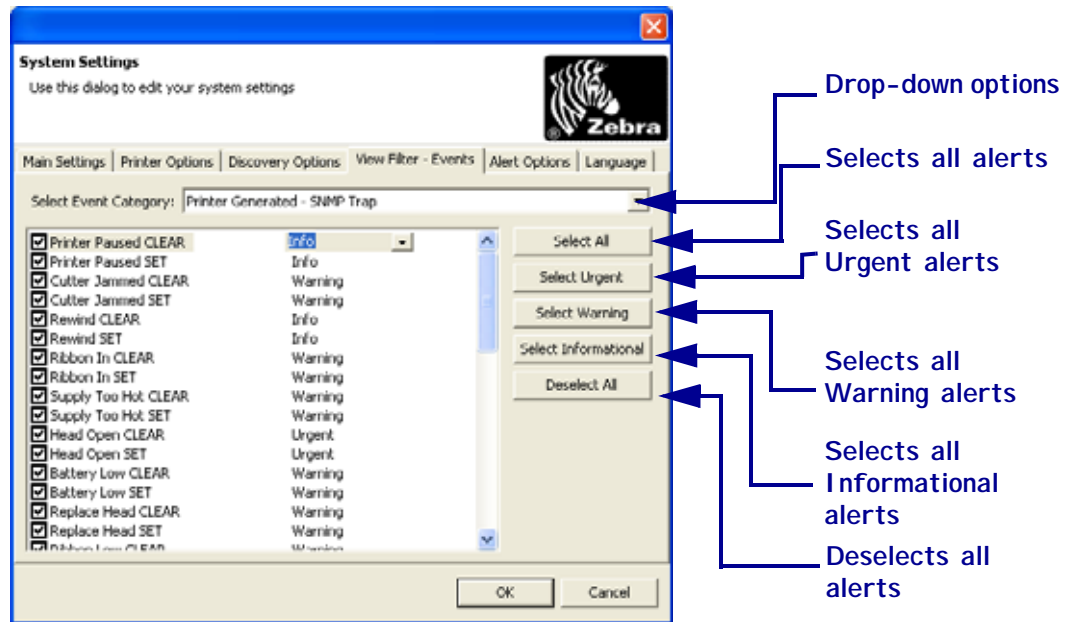 System Settings
Use this dialog to edit your system settings
® Zebra
Main Settings Printer Options Discovery Options View Filter - Events Alert Options Language
Select Event Category: Printer Generated - SNMP Trap
Printer Paused CLEAR Info
Printer Paused SET Info
Cutter Jammed CLEAR Warning
Cutter Jammed SET Warning
Rewind CLEAR Info
Rewind SET Info
Ribbon In CLEAR Warning
Ribbon In SET Warning
Supply Too Hot CLEAR Warning
Supply Too Hot SET Warning
Head Open CLEAR Urgent
Head Open SET Urgent
Battery Low CLEAR Warning
Battery Low SET Warning
Replace Head CLEAR Warning
Replace Head SET Warning
Ribbon Low CLEAR Warning
Select All
Select Urgent
Select Warning
Select Informational
Deselect All
OK Cancel
Drop-down options
Selects all alerts
Selects all
Urgent alerts
Selects all
Warning alerts
Selects all
Informational
alerts
Deselects all
alerts